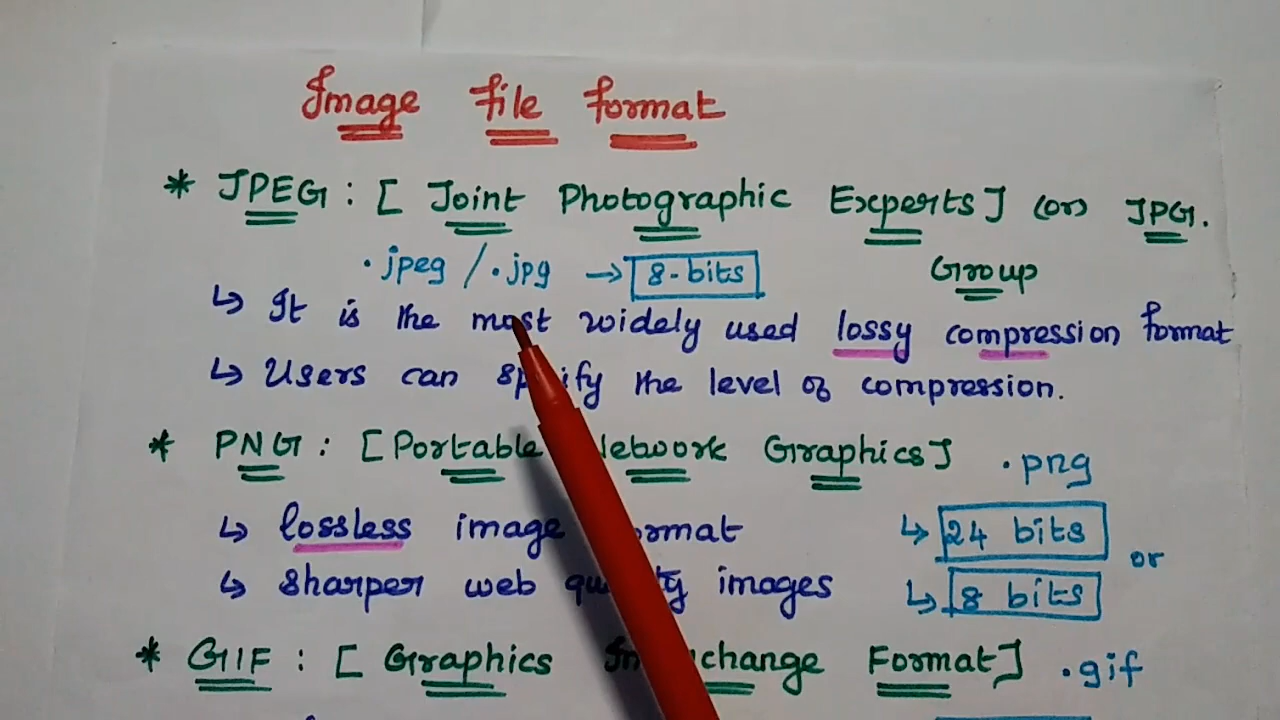 Image File Format
* JPEG : [ Joint Photographic Experts ] (or) JPG.
Group
.jpeg / .jpg → 8-bits
↳ It is the most widely used lossy compression format
↳ Users can specify the level of compression.
* PNG : [ Portable Network Graphics ] .png
↳ lossless image format ↳ 24 bits or
↳ sharper web quality images ↳ 8 bits
* GIF : [ Graphics Interchange Format ] .gif